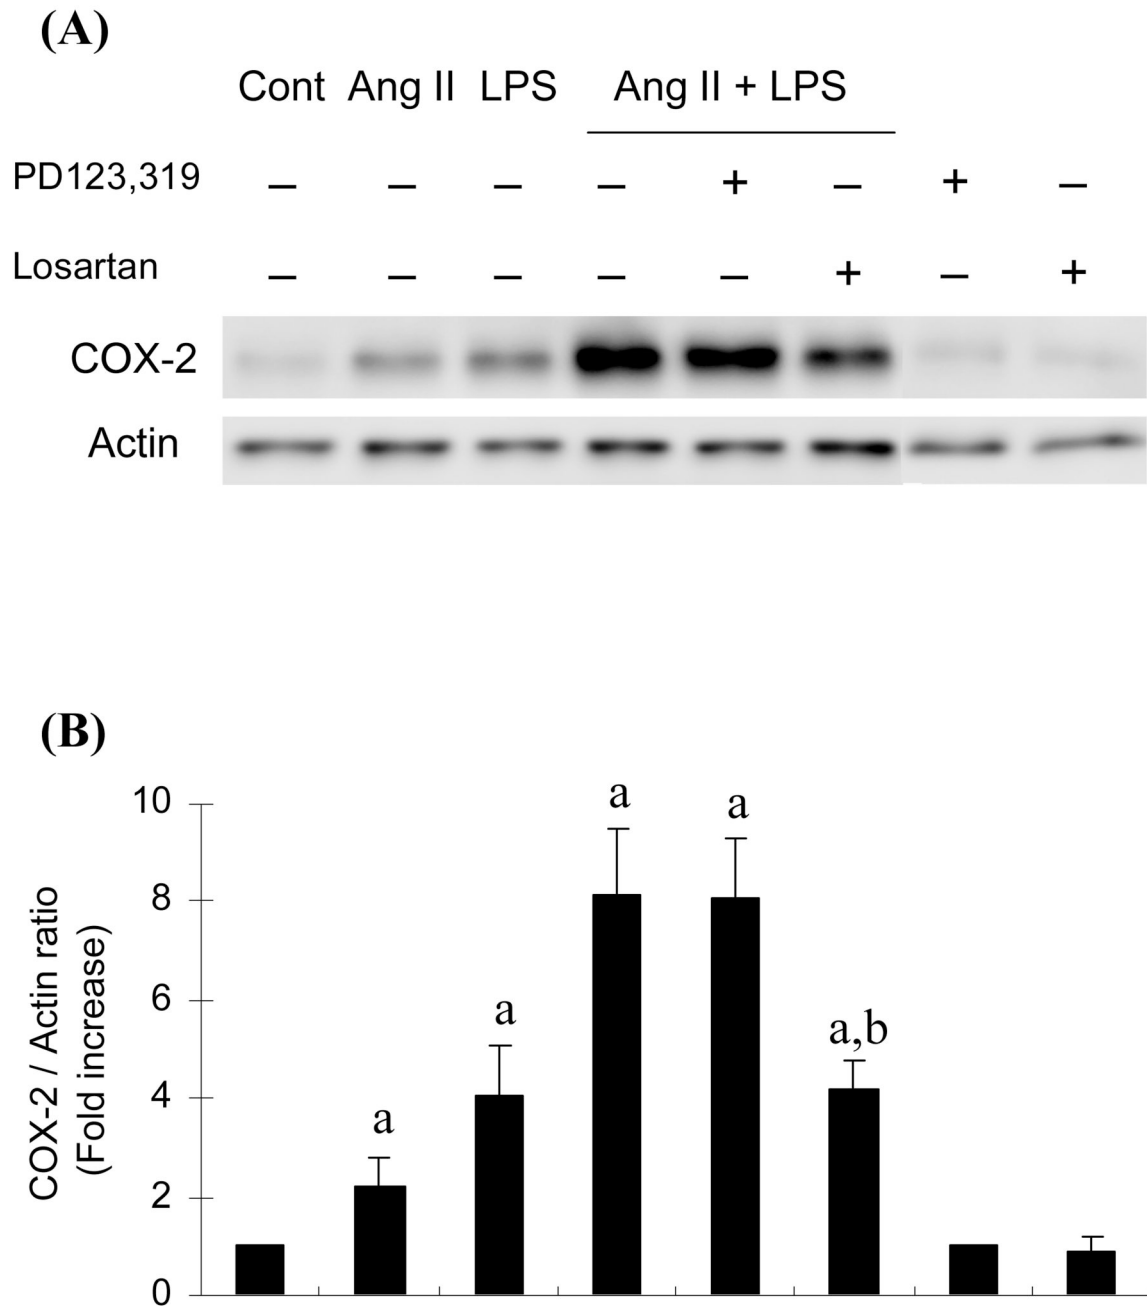 (A)
Cont Ang II LPS Ang II + LPS
PD123,319 – – – – + – + –
Losartan – – – – – + – +
COX-2
Actin
(B)
COX-2 / Actin ratio
(Fold increase)
10
8
6
4
2
0
a
a
a
a
a,b